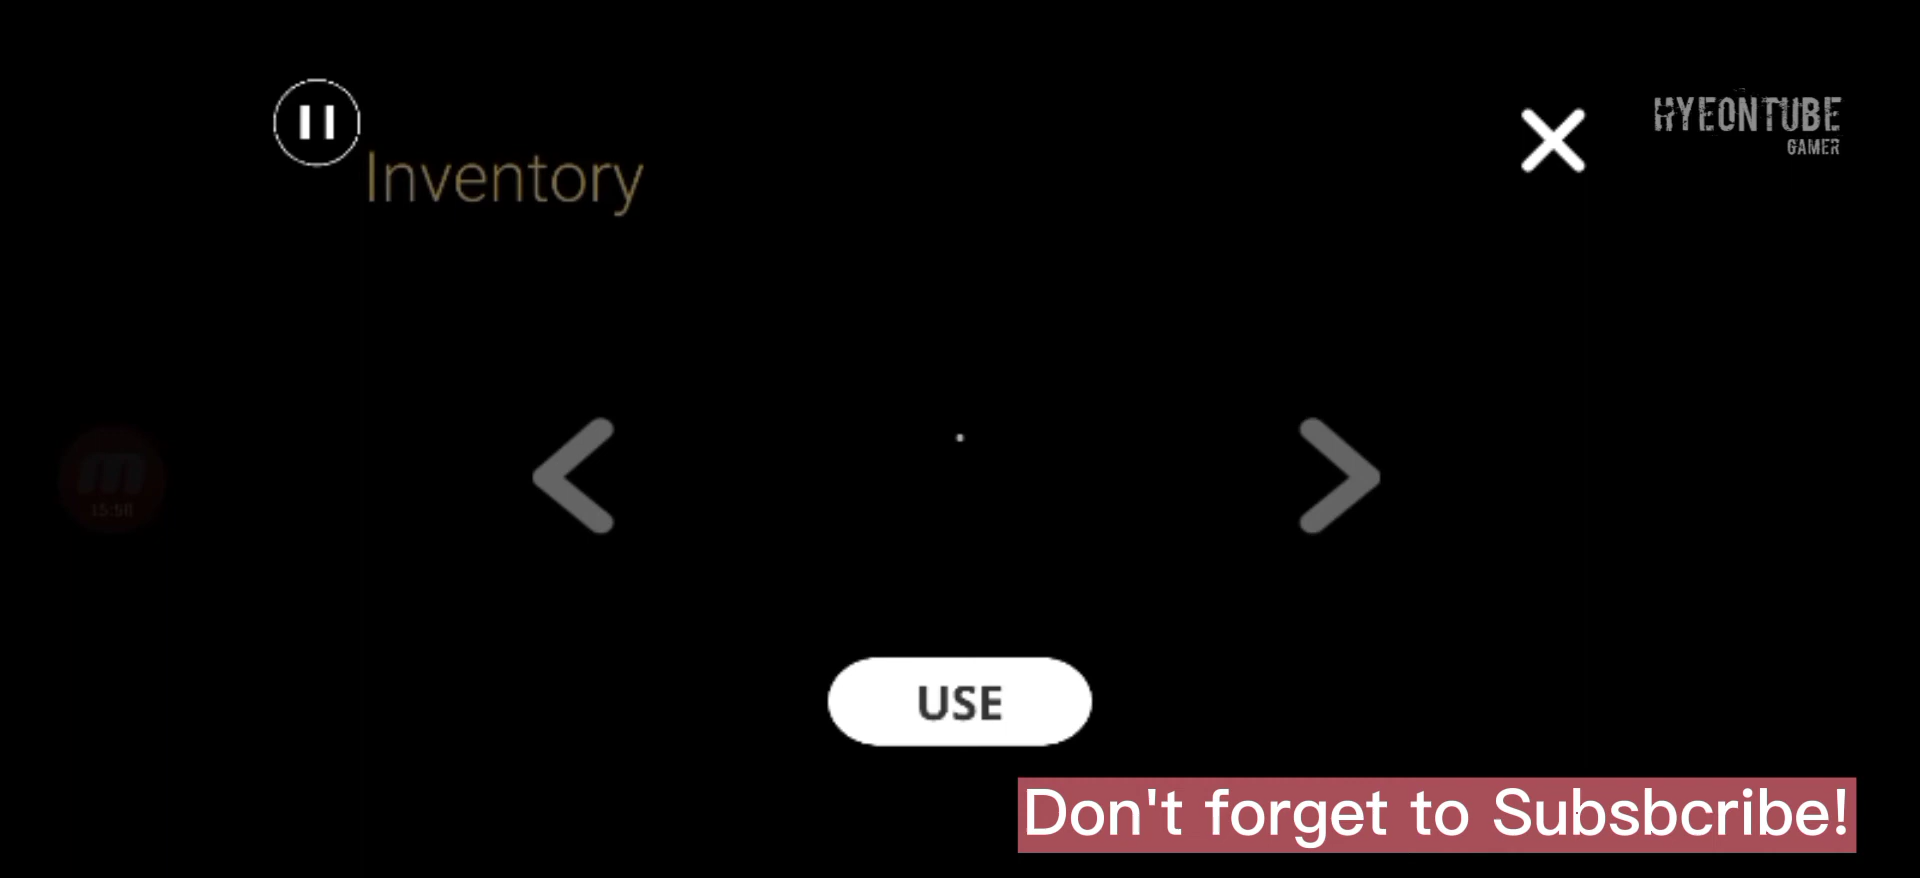 HYEONTUBE
GAMER
Inventory
USE
Don't forget to Subsbcribe!